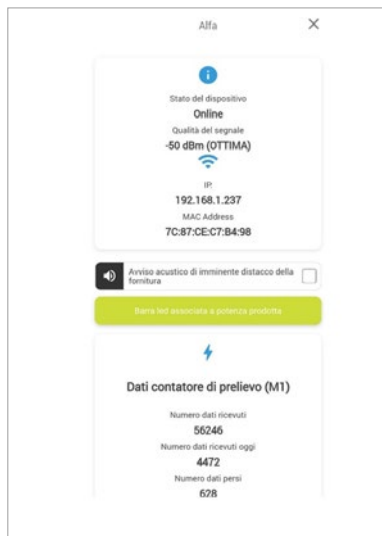 Alfa
Stato del dispositivo
Online
Qualità del segnale
-50 dBm (OTTIMA)
IP:
192.168.1.237
MAC Address
7C:87:CE:C7:B4:98
Avviso acustico di imminente distacco della
fornitura
Barra led associata a potenza prodotta
Dati contatore di prelievo (M1)
Numero dati ricevuti
56246
Numero dati ricevuti oggi
4472
Numero dati persi
628